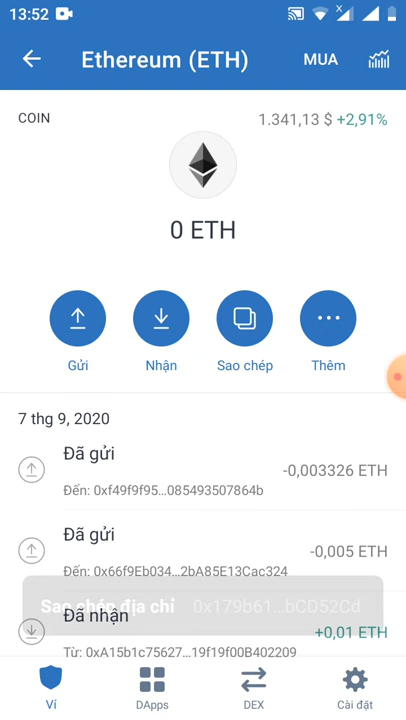 13:52
Ethereum (ETH)
MUA
COIN
1.341,13 $ +2,91%
0 ETH
Gửi
Nhận
Sao chép
Thêm
7 thg 9, 2020
Đã gửi
-0,003326 ETH
Đến: 0xf49f9f95...085493507864b
Đã gửi
-0,005 ETH
Đến: 0x66f9Eb034...2bA85E13Cac324
Sao chép địa chỉ 0x179b61...bCD52Cd
Đã nhận
+0,01 ETH
Từ: 0xA15b1c75627...19f19f00B402209
Ví
DApps
DEX
Cài đặt